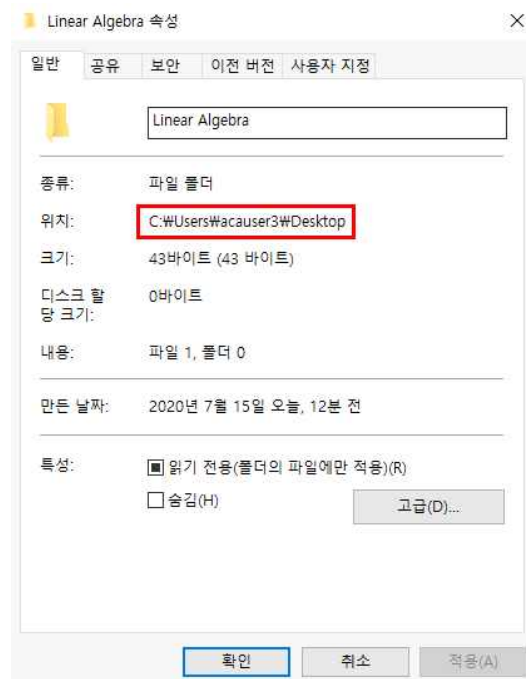 Linear Algebra 속성
일반 공유 보안 이전 버전 사용자 지정
Linear Algebra
종류: 파일 폴더
위치: C:₩Users₩acauser3₩Desktop
크기: 43바이트 (43 바이트)
디스크 할 0바이트
당 크기:
내용: 파일 1, 폴더 0
만든 날짜: 2020년 7월 15일 오늘, 12분 전
특성: 읽기 전용(폴더의 파일에만 적용)(R)
숨김(H) 고급(D)...
확인 취소 적용(A)